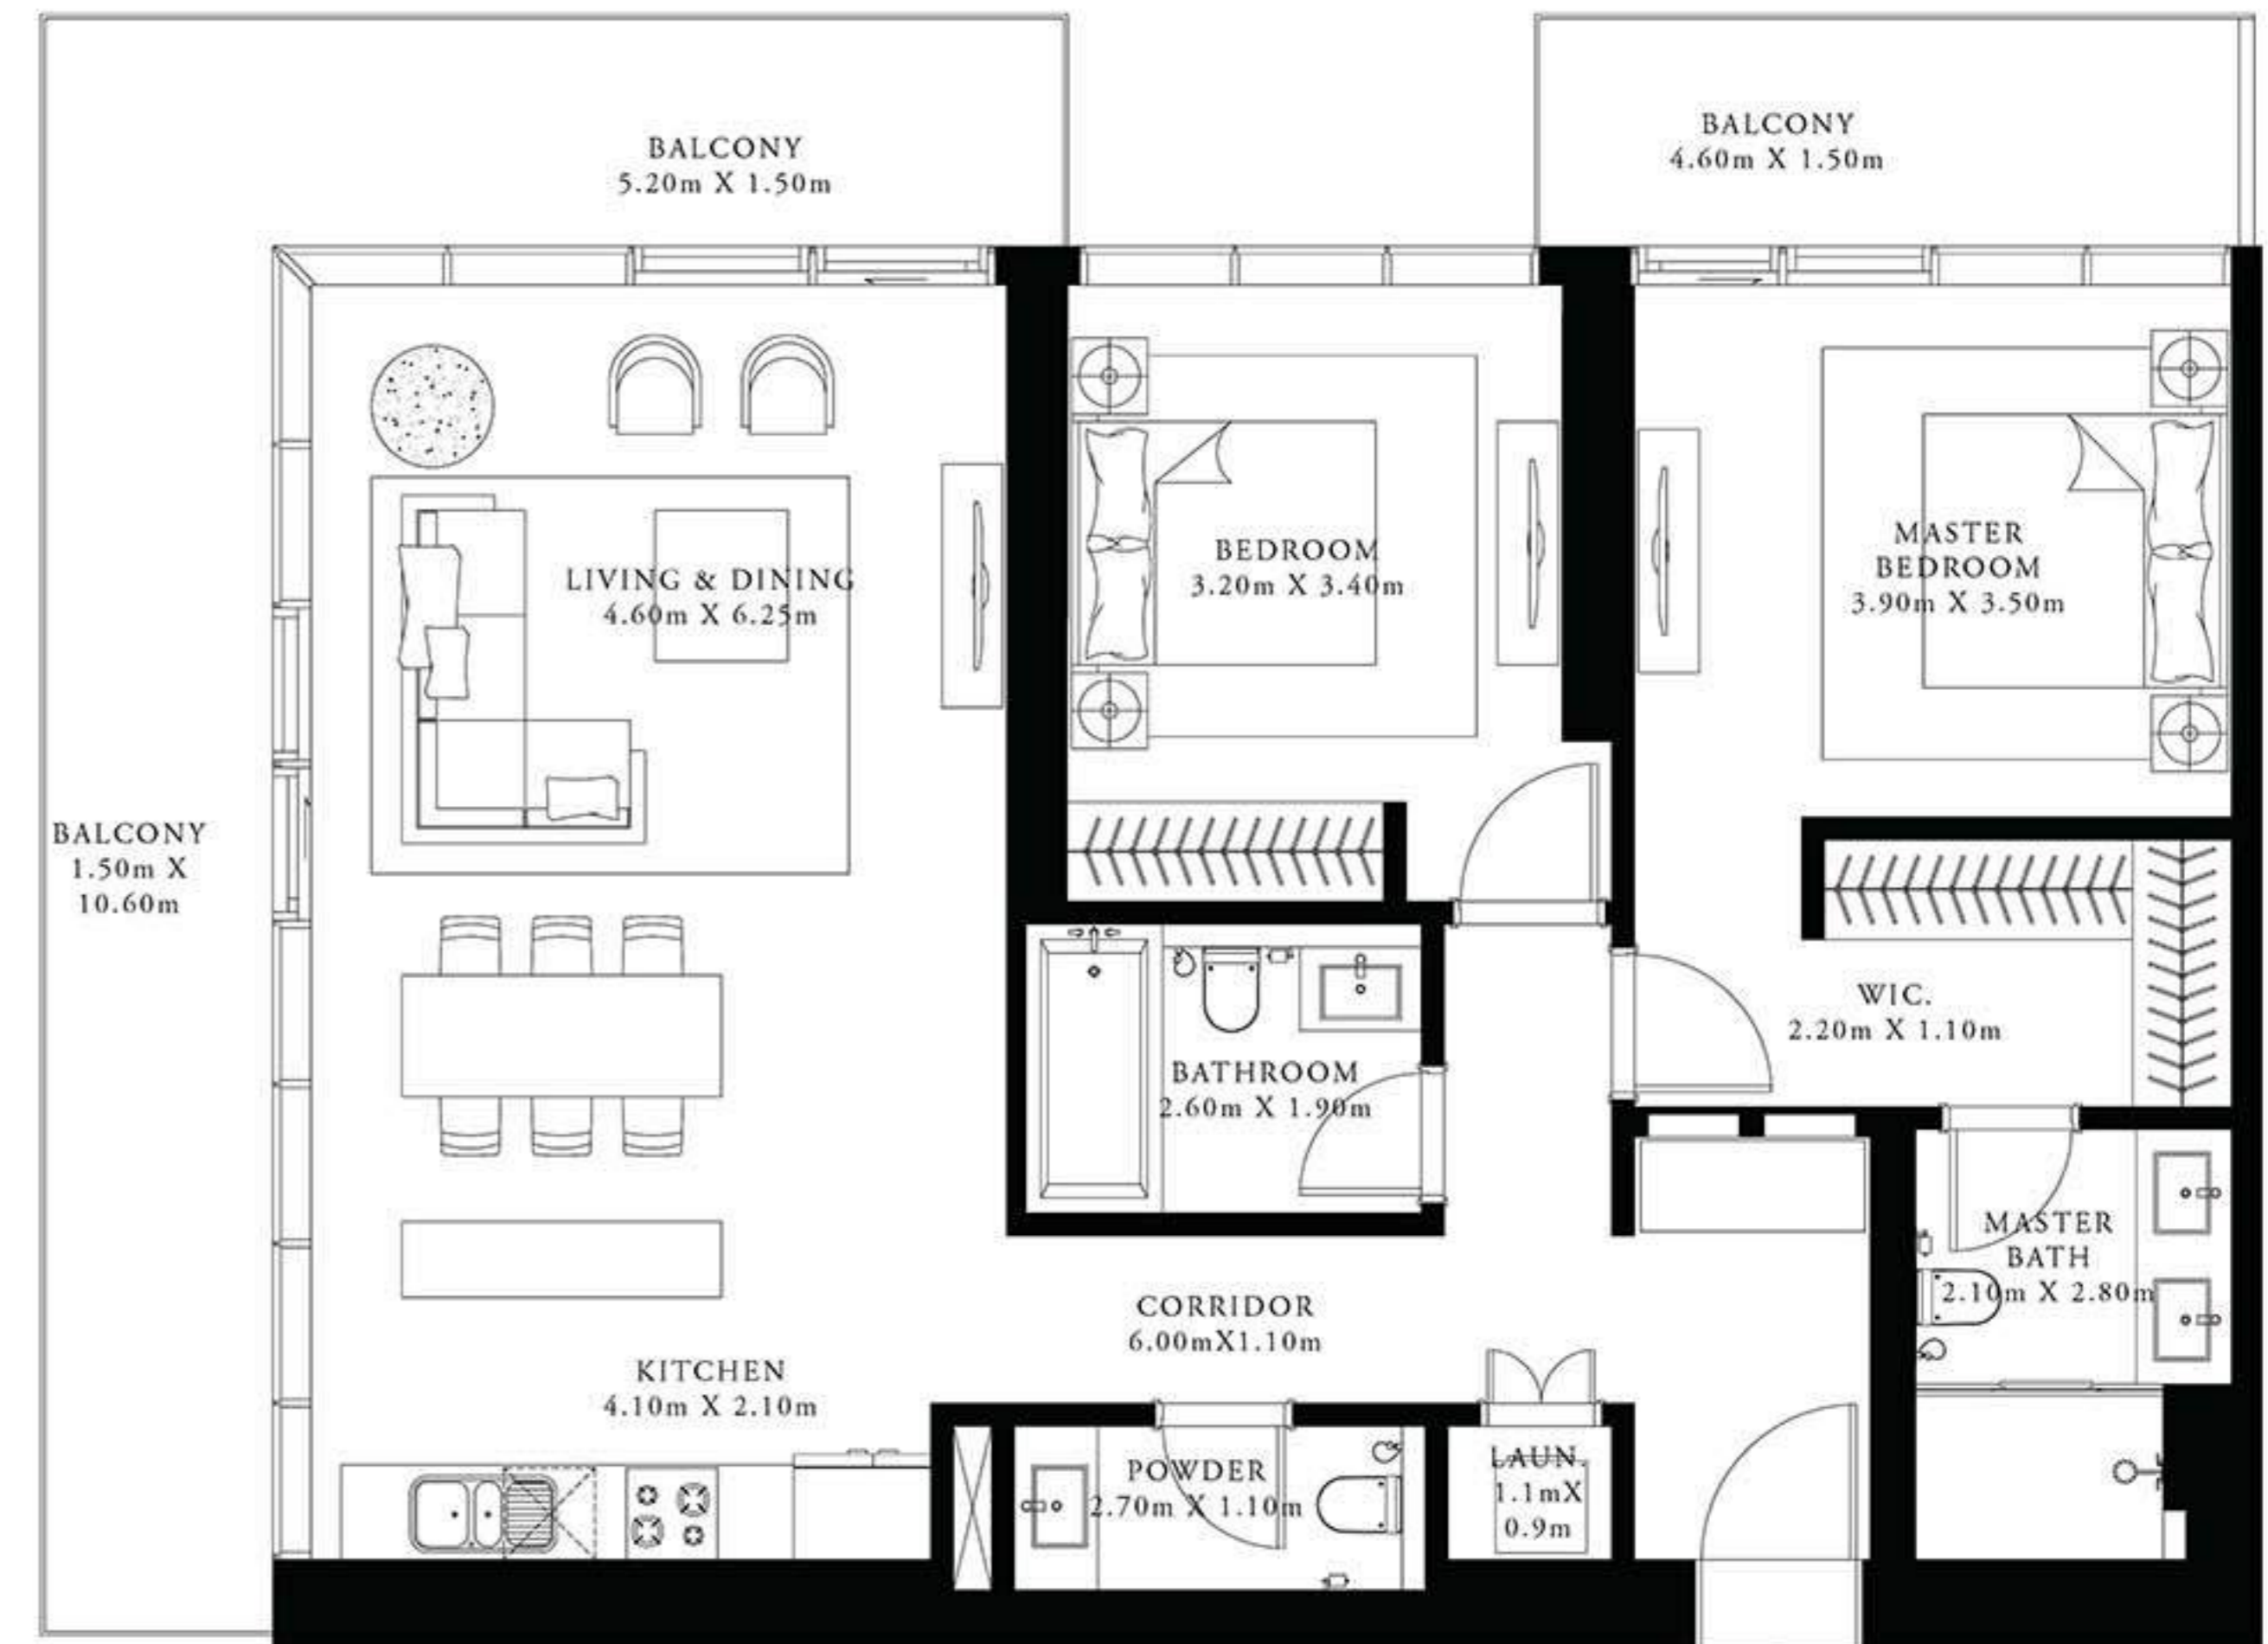 BALCONY
5.20m X 1.50m
BALCONY
4.60m X 1.50m
LIVING & DINING
4.60m X 6.25m
BEDROOM
3.20m X 3.40m
MASTER
BEDROOM
3.90m X 3.50m
BALCONY
1.50m X
10.60m
WIC.
2.20m X 1.10m
BATHROOM
2.60m X 1.90m
MASTER
BATH
2.10m X 2.80m
CORRIDOR
6.00mX1.10m
KITCHEN
4.10m X 2.10m
POWDER
2.70m X 1.10m
LAUN.
1.1mX
0.9m